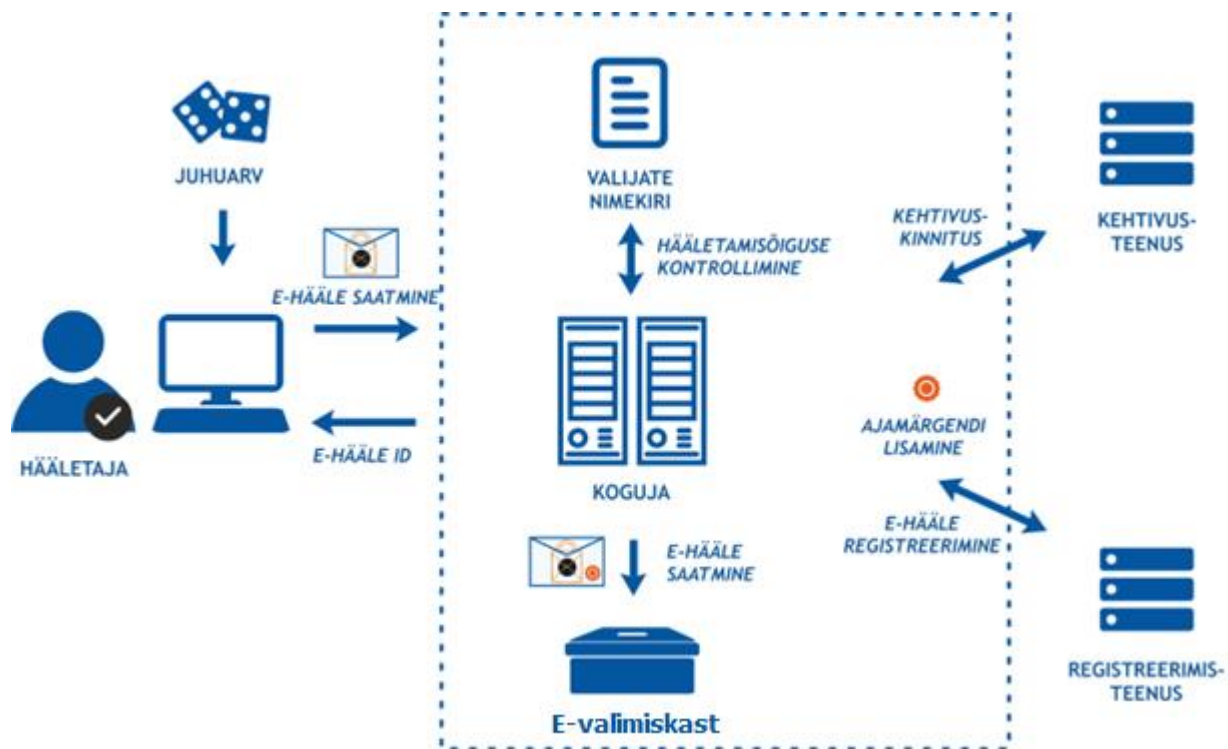 JUHUARV
E-HÄÄLE SAATMINE
HÄÄLETAJA
E-HÄÄLE ID
VALIJATE
NIMEKIRI
HÄÄLETAMISÕIGUSE
KONTROLLIMINE
KOGUJA
E-HÄÄLE
SAATMINE
E-valimiskast
KEHTIVUS-
KINNITUS
KEHTIVUS-
TEENUS
AJAMÄRGENDI
LISAMINE
E-HÄÄLE
REGISTREERIMINE
REGISTREERIMIS-
TEENUS